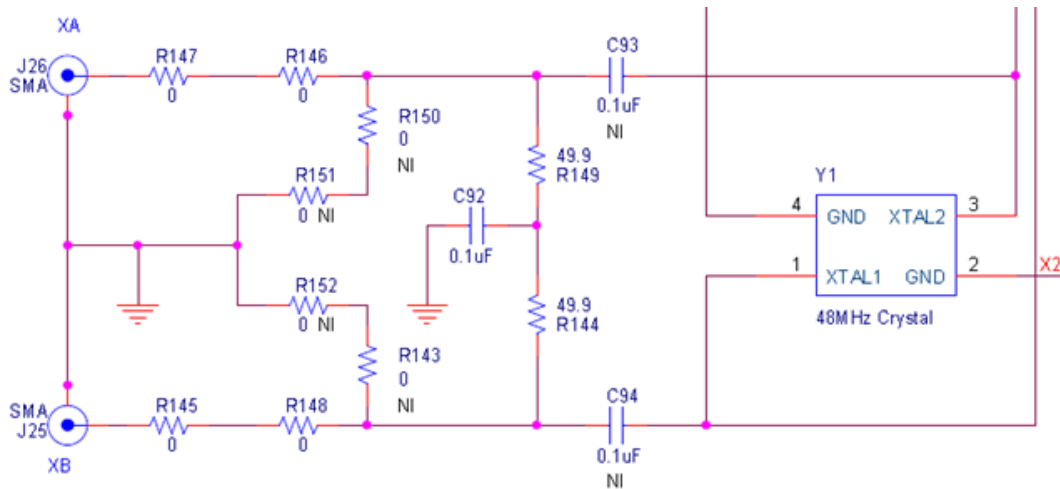 XA
J26
SMA
R147
0
R146
0
R150
0
NI
R151
0 NI
C92
0.1uF
R152
0 NI
R143
0
NI
49.9
R149
49.9
R144
C93
0.1uF
NI
Y1
4 GND XTAL2 3
1 XTAL1 GND 2 X2
48MHz Crystal
SMA
J25
XB
R145
0
R148
0
C94
0.1uF
NI